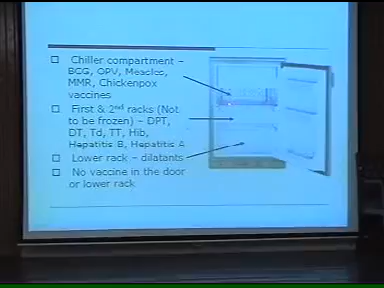 Chiller compartment –
BCG, OPV, Measles,
MMR, Chickenpox
vaccines
First & 2nd racks (Not
to be frozen) – DPT,
DT, Td, TT, Hib,
Hepatitis B, Hepatitis A
Lower rack – dilatants
No vaccine in the door
or lower rack